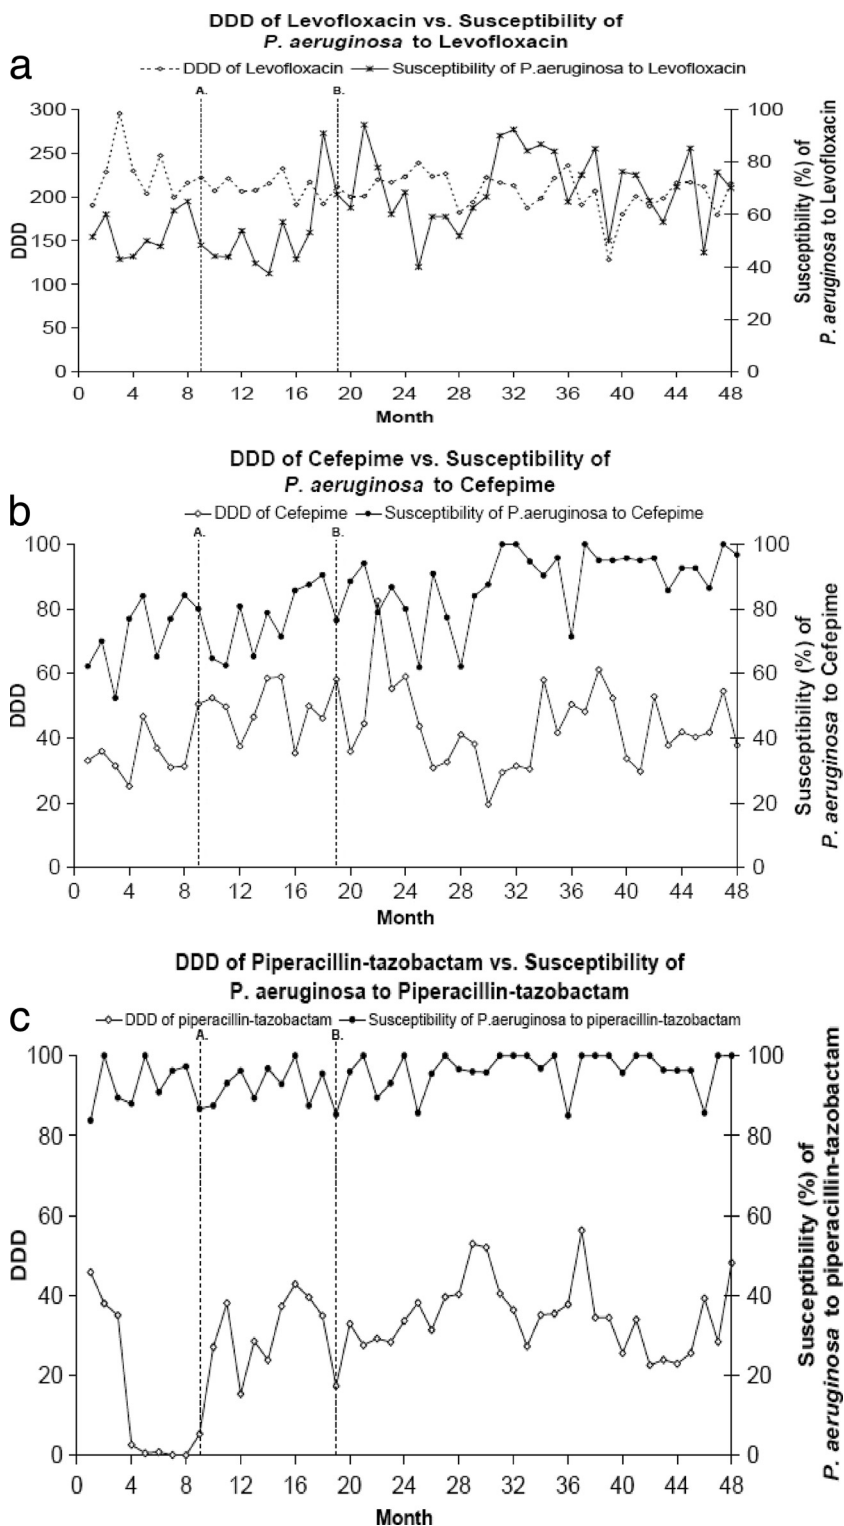 DDD of Levofloxacin vs. Susceptibility of
P. aeruginosa to Levofloxacin
a
DDD of Levofloxacin Susceptibility of P.aeruginosa to Levofloxacin
A. B.
300 100
250 80
200 60
150 40
100 20
50
0 0
DDD
Susceptibility (%) of
P. aeruginosa to Levofloxacin
0 4 8 12 16 20 24 28 32 36 40 44 48
Month
DDD of Cefepime vs. Susceptibility of
P. aeruginosa to Cefepime
b
DDD of Cefepime Susceptibility of P.aeruginosa to Cefepime
A. B.
100 100
80 80
60 60
40 40
20 20
0 0
DDD
Susceptibility (%) of
P. aeruginosa to Cefepime
0 4 8 12 16 20 24 28 32 36 40 44 48
Month
DDD of Piperacillin-tazobactam vs. Susceptibility of
P. aeruginosa to Piperacillin-tazobactam
c
DDD of piperacillin-tazobactam Susceptibility of P.aeruginosa to piperacillin-tazobactam
A. B.
100 100
80 80
60 60
40 40
20 20
0 0
DDD
Susceptibility (%) of
P. aeruginosa to piperacillin-tazobactam
0 4 8 12 16 20 24 28 32 36 40 44 48
Month